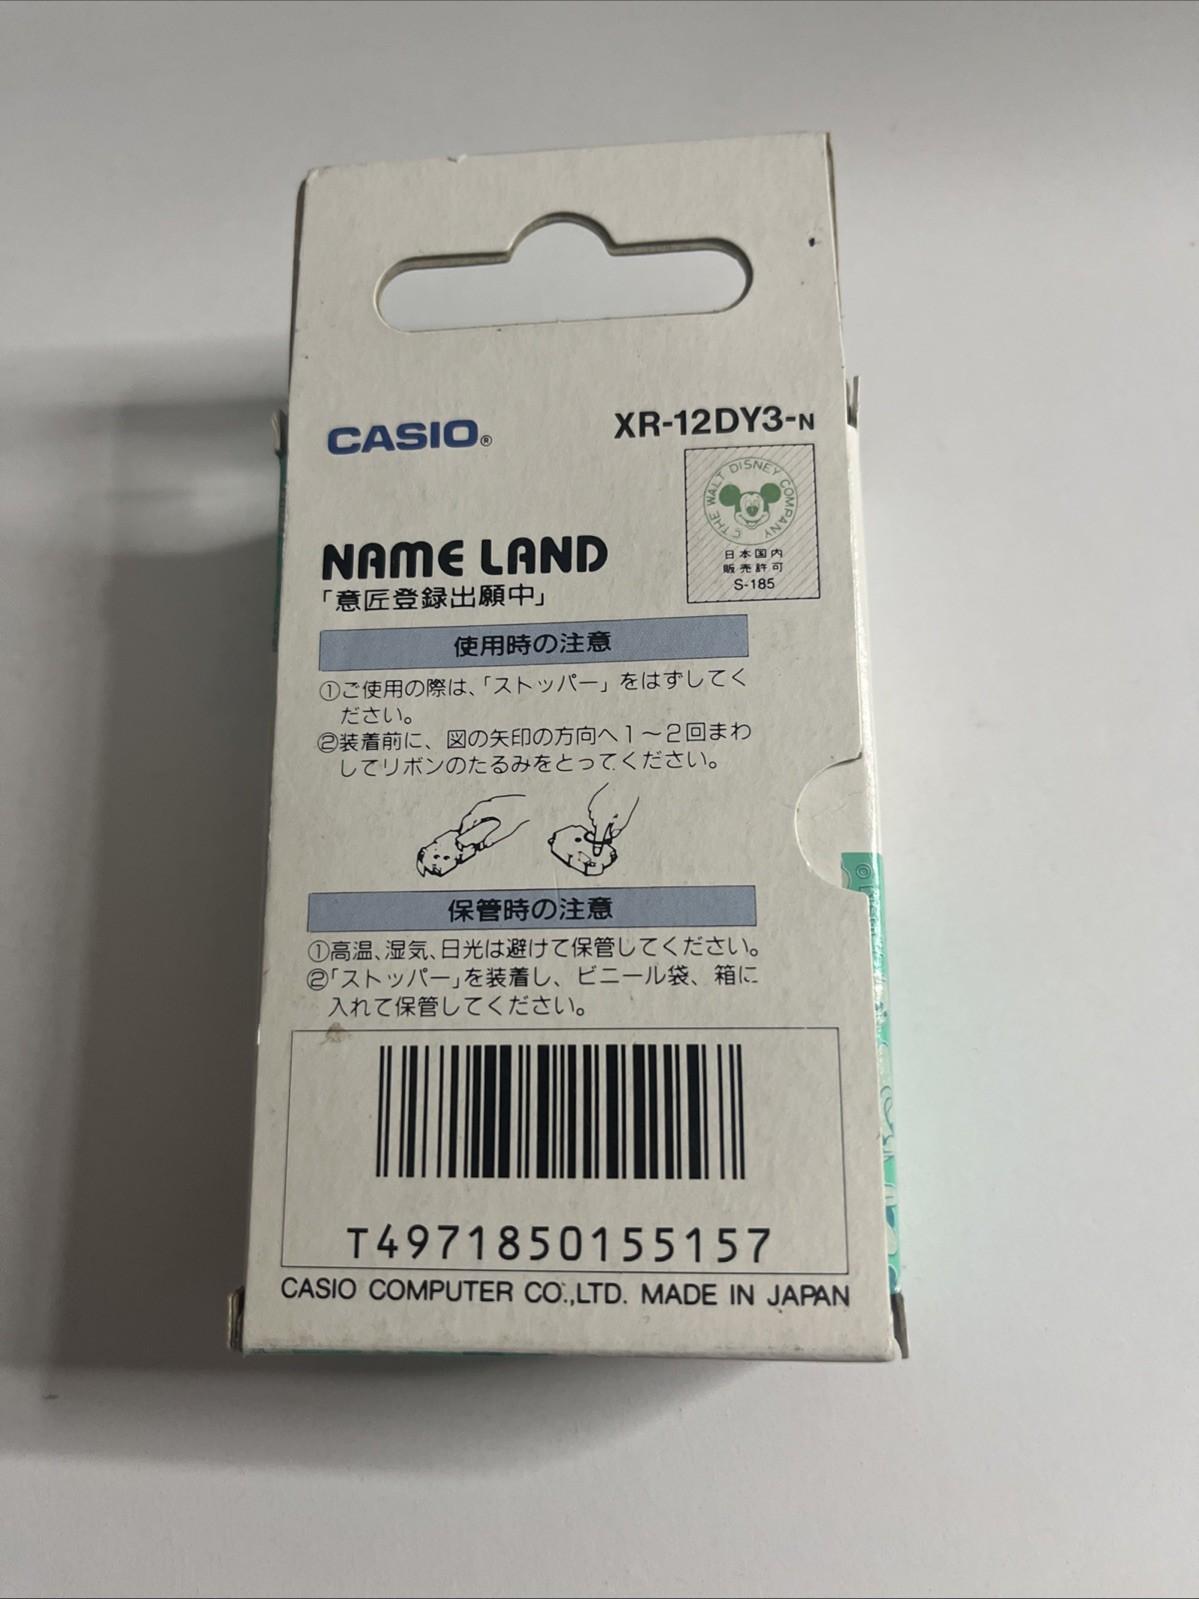 CASIO®
XR-12DY3-N
© THE WALT DISNEY COMPANY
日本国内
販売許可
S-185
NAME LAND
「意匠登録出願中」
使用時の注意
①ご使用の際は、「ストッパー」をはずしてく
ださい。
②装着前に、図の矢印の方向へ1〜2回まわ
してリボンのたるみをとってください。
保管時の注意
①高温、湿気、日光は避けて保管してください。
②「ストッパー」を装着し、ビニール袋、箱に
入れて保管してください。
T4971850155157
CASIO COMPUTER CO.,LTD. MADE IN JAPAN